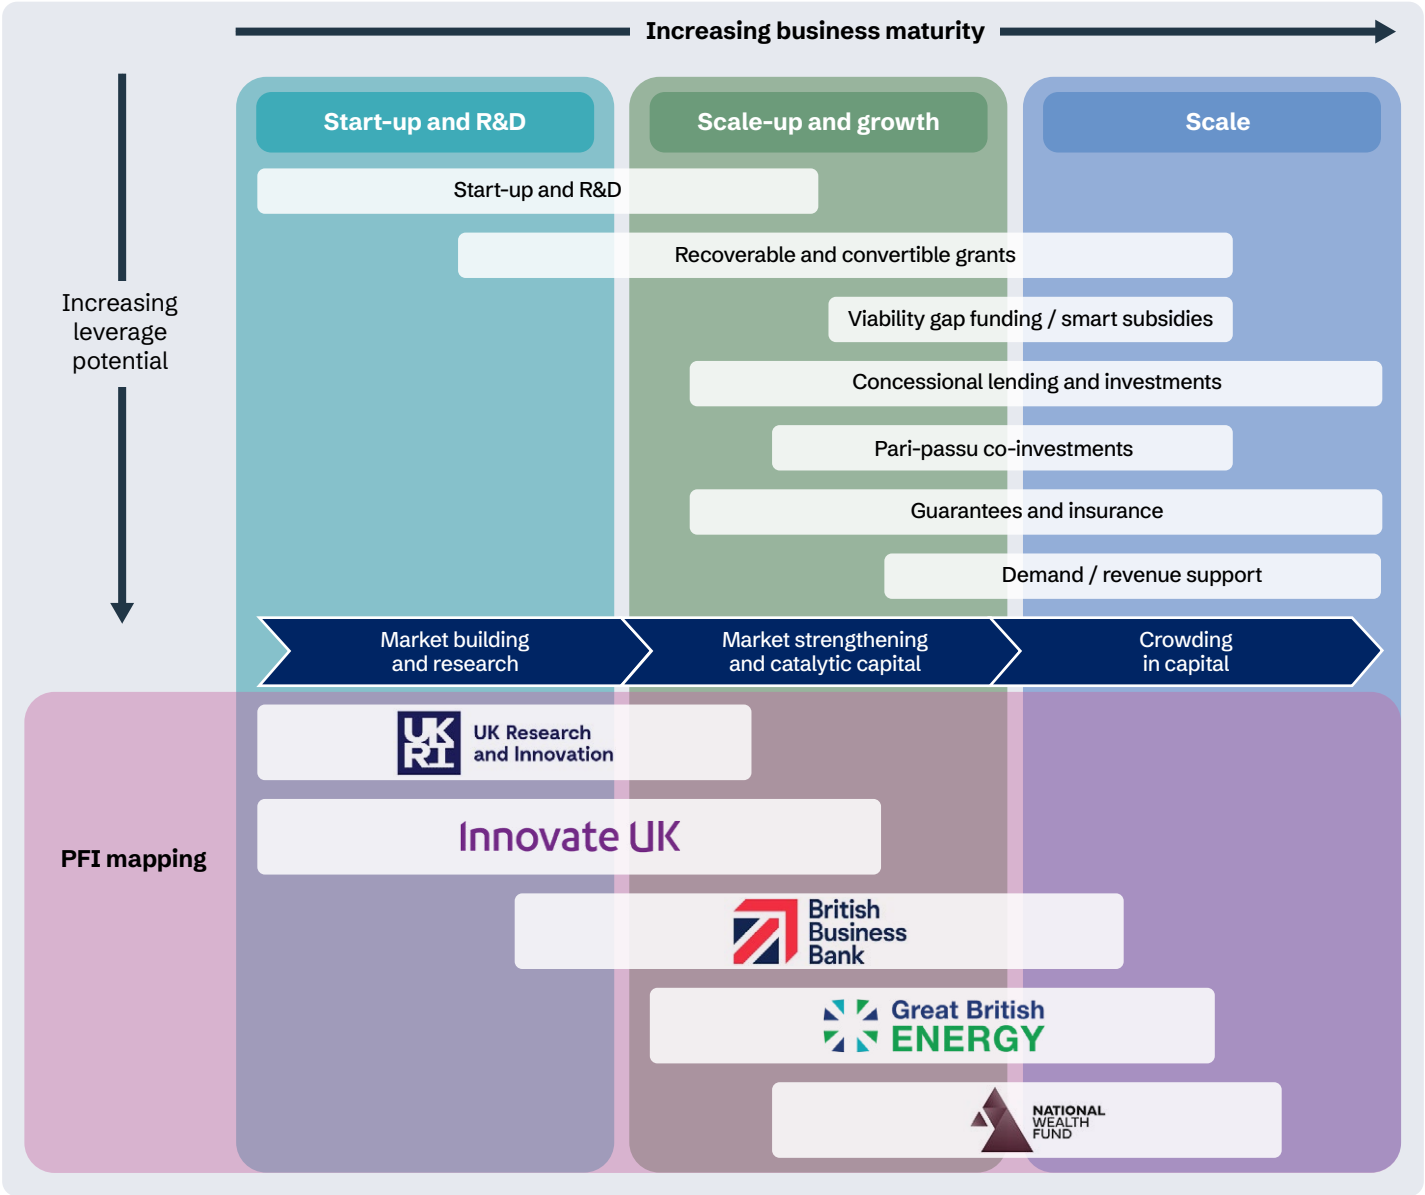 Increasing business maturity
Start-up and R&D
Scale-up and growth
Scale
Start-up and R&D
Recoverable and convertible grants
Increasing
leverage
potential
Viability gap funding / smart subsidies
Concessional lending and investments
Pari-passu co-investments
Guarantees and insurance
Demand / revenue support
Market building
and research
Market strengthening
and catalytic capital
Crowding
in capital
UK
RI
UK Research
and Innovation
PFI mapping
Innovate UK
British
Business
Bank
Great British
ENERGY
NATIONAL
WEALTH
FUND